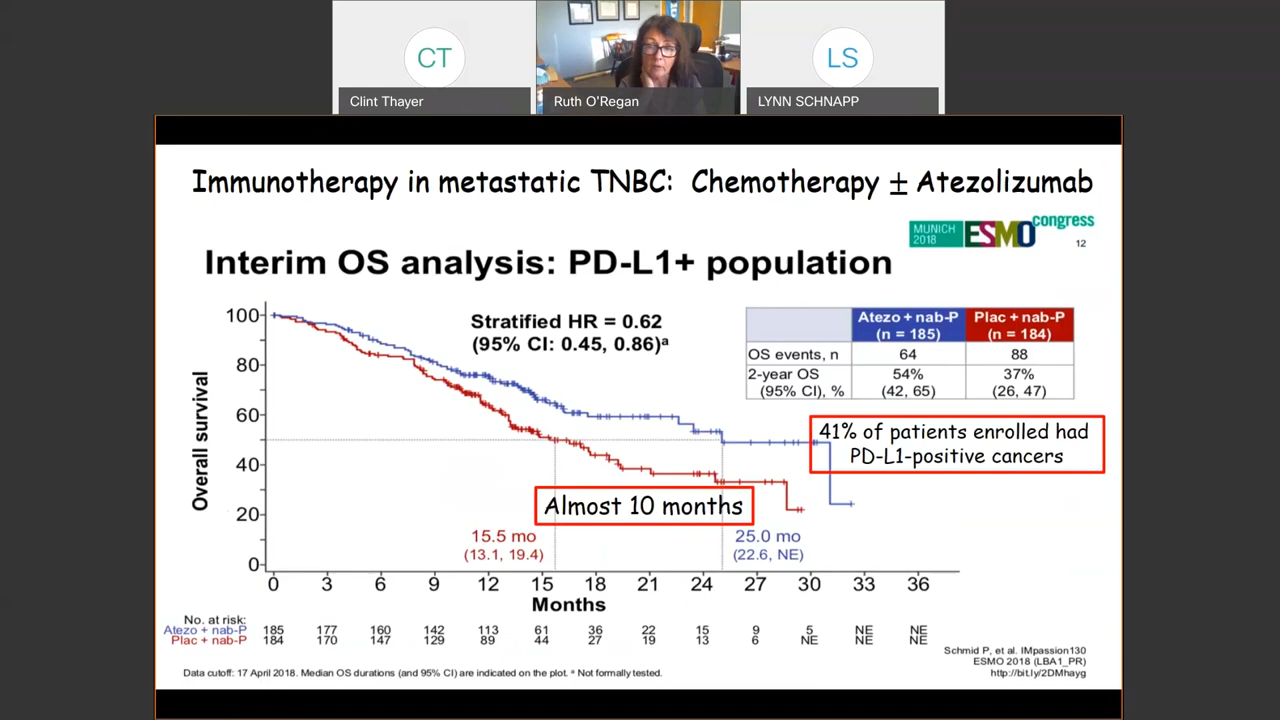 CT
LS
Clint Thayer
Ruth O'Regan
LYNN SCHNAPP
Immunotherapy in metastatic TNBC: Chemotherapy ± Atezolizumab
MUNICH
2018
ESMO
congress
12
Interim OS analysis: PD-L1+ population
Stratified HR = 0.62
(95% CI: 0.45, 0.86)ᵃ
Atezo + nab-P
(n = 185)
Plac + nab-P
(n = 184)
OS events, n 64 88
2-year OS 54% 37%
(95% CI), % (42, 65) (26, 47)
41% of patients enrolled had
PD-L1-positive cancers
Almost 10 months
15.5 mo
(13.1, 19.4)
25.0 mo
(22.6, NE)
Overall survival
100
80
60
40
20
0
0 3 6 9 12 15 18 21 24 27 30 33 36
Months
No. at risk:
Atezo + nab-P 185 177 160 142 113 61 36 22 15 9 5 NE NE
Plac + nab-P 184 170 147 129 89 44 27 19 13 6 NE NE NE
Schmid P, et al. IMpassion130
ESMO 2018 (LBA1_PR)
http://bit.ly/2DMhayg
Data cutoff: 17 April 2018. Median OS durations (and 95% CI) are indicated on the plot. ᵃ Not formally tested.